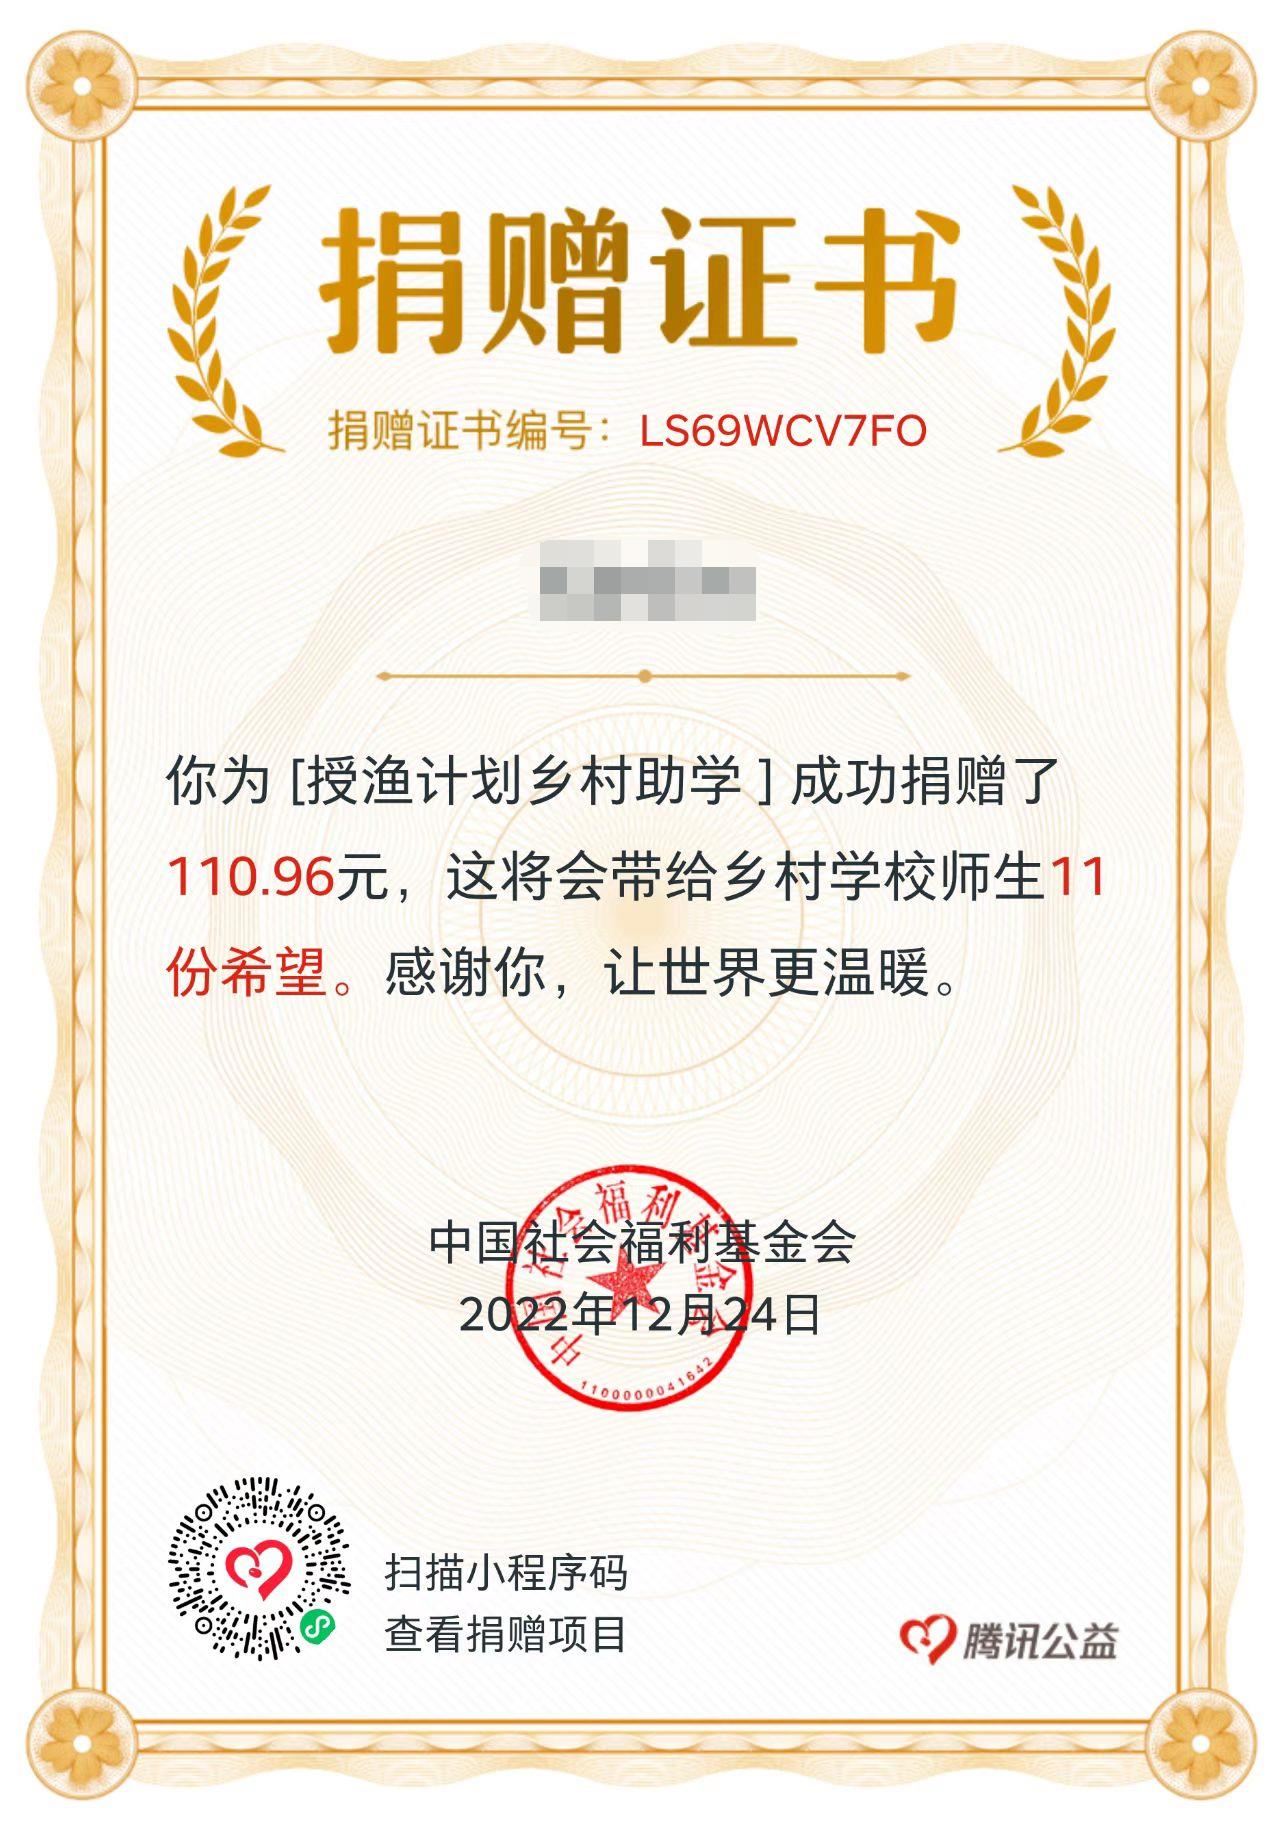 捐赠证书
捐赠证书编号：LS69WCV7FO
你为 [授渔计划乡村助学 ] 成功捐赠了
110.96元，这将会带给乡村学校师生11
份希望。感谢你，让世界更温暖。
中国社会福利基金会
中国社会福利基金会
2022年12月24日
1100000041642
扫描小程序码
查看捐赠项目
腾讯公益